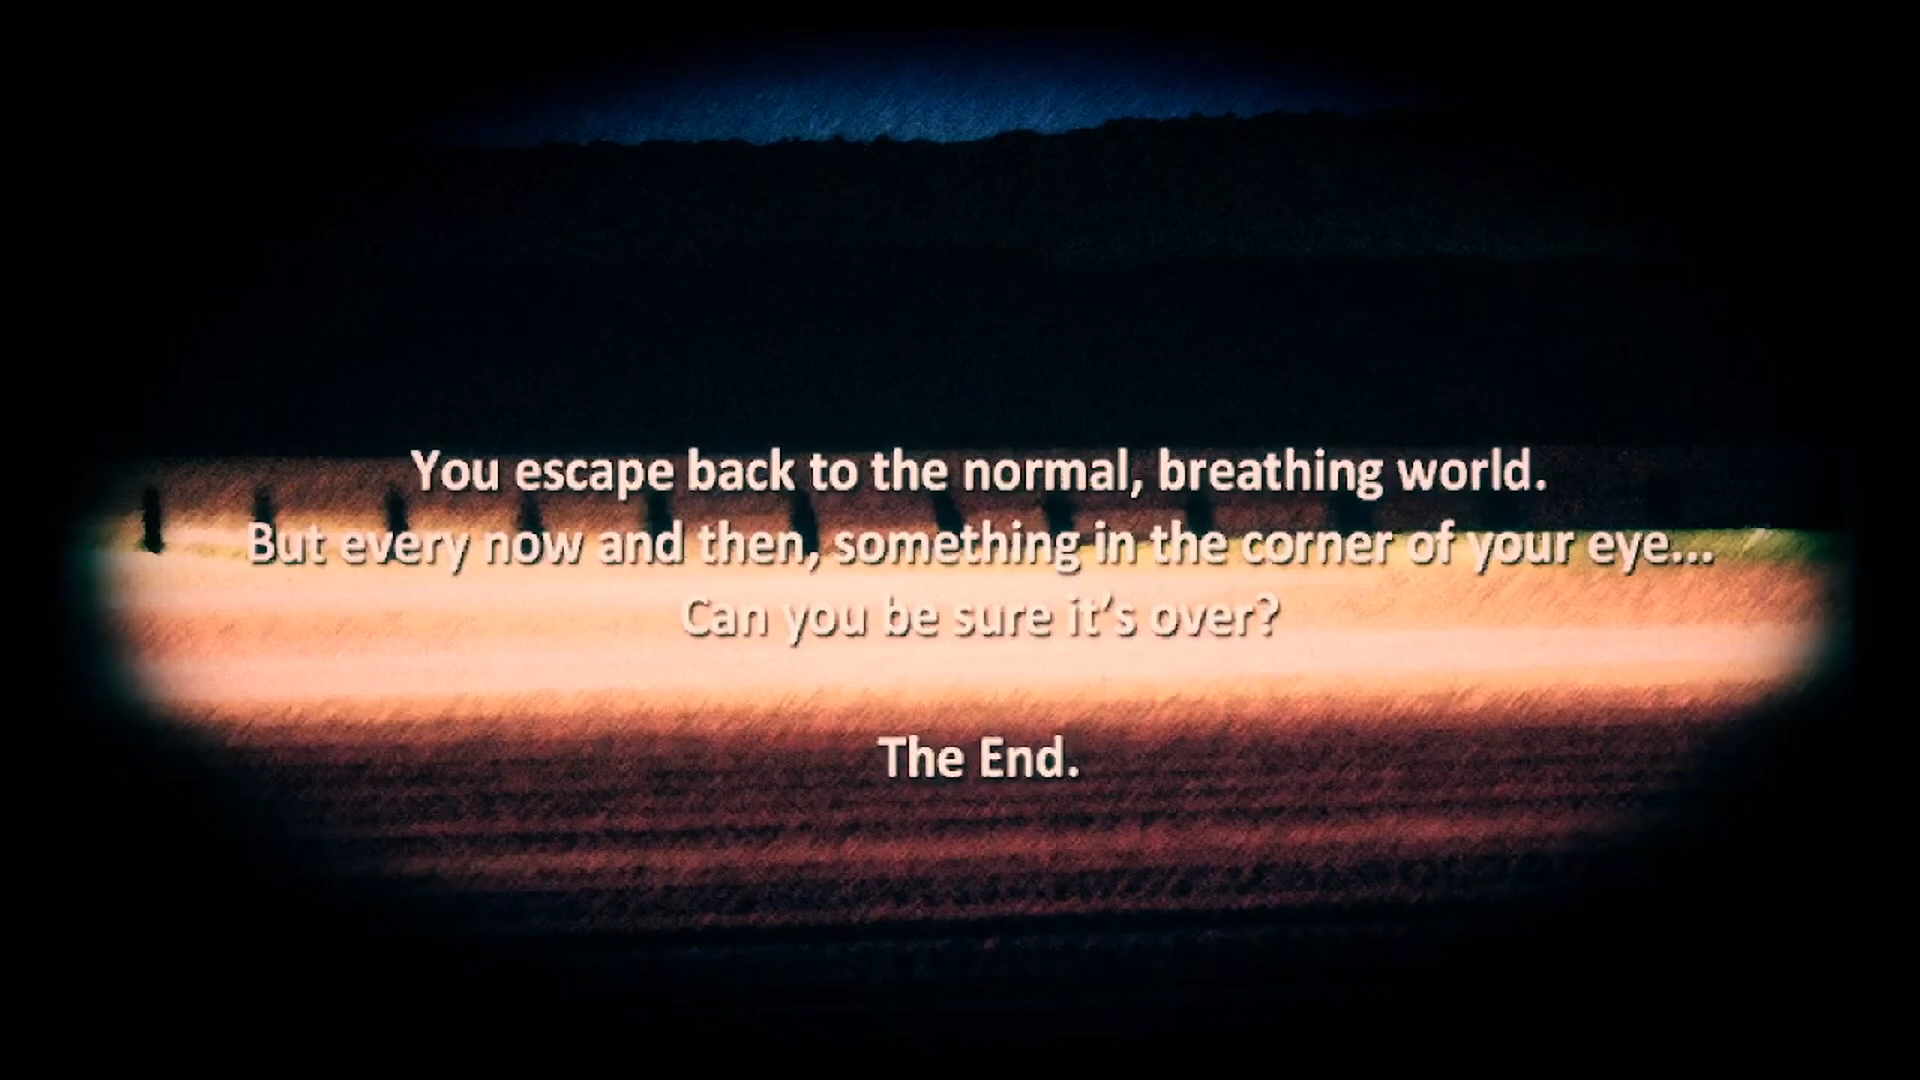 You escape back to the normal, breathing world.
But every now and then, something in the corner of your eye...
Can you be sure it’s over?
The End.